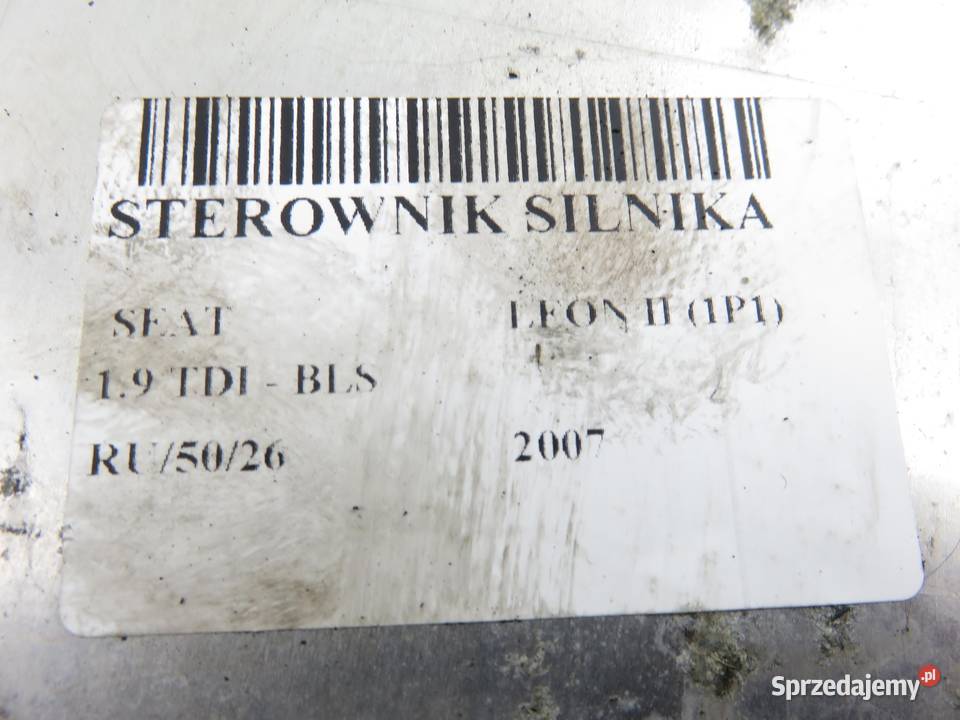 STEROWNIK SILNIKA
SEAT LEON II (1P1)
1.9 TDI - BLS
RU/50/26 2007
Sprzedajemy.pl